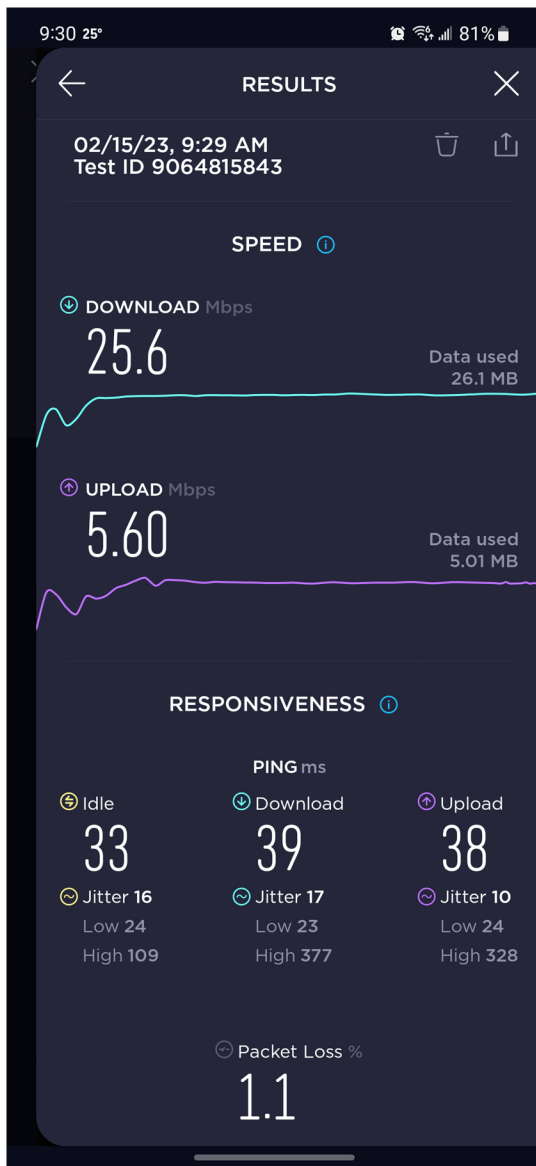 9:30 25° 81%
RESULTS
02/15/23, 9:29 AM
Test ID 9064815843
SPEED
DOWNLOAD Mbps
25.6
Data used
26.1 MB
UPLOAD Mbps
5.60
Data used
5.01 MB
RESPONSIVENESS
PING ms
Idle Download Upload
33 39 38
Jitter 16 Jitter 17 Jitter 10
Low 24 Low 23 Low 24
High 109 High 377 High 328
Packet Loss %
1.1